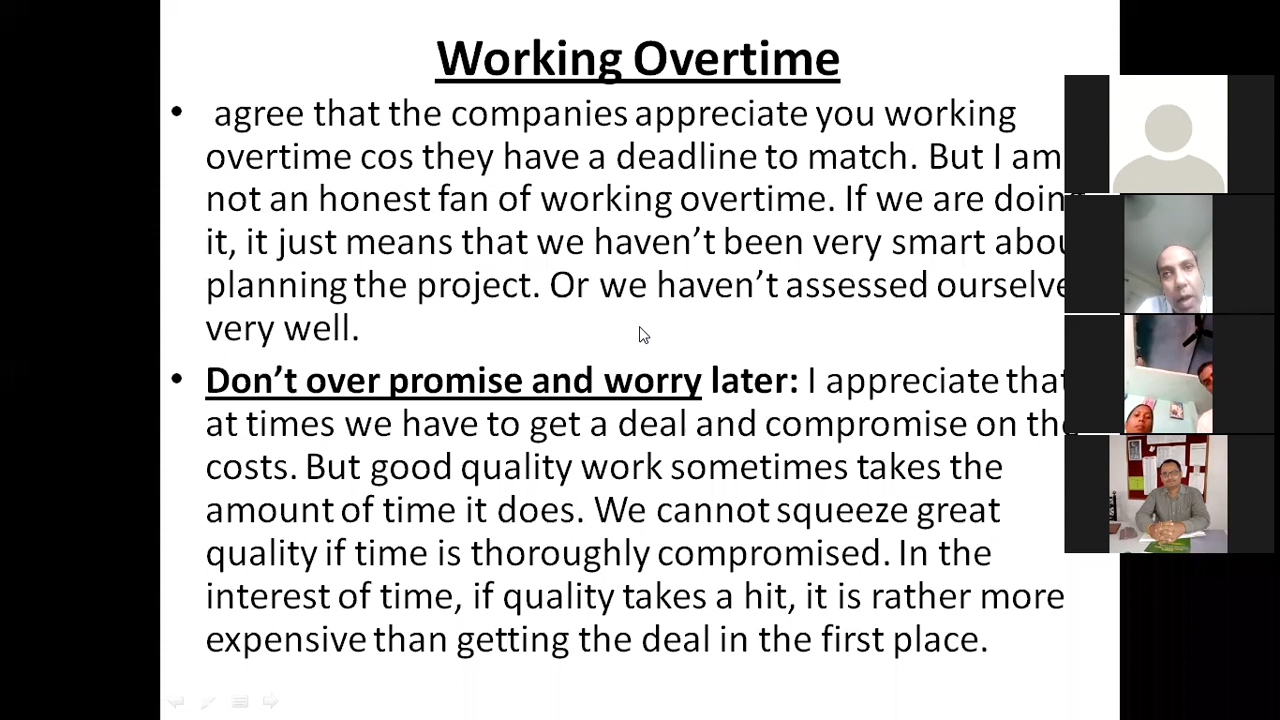 Working Overtime
• agree that the companies appreciate you working
overtime cos they have a deadline to match. But I am
not an honest fan of working overtime. If we are doing
it, it just means that we haven’t been very smart abou
planning the project. Or we haven’t assessed ourselve
very well.
• Don’t over promise and worry later: I appreciate that
at times we have to get a deal and compromise on the
costs. But good quality work sometimes takes the
amount of time it does. We cannot squeeze great
quality if time is thoroughly compromised. In the
interest of time, if quality takes a hit, it is rather more
expensive than getting the deal in the first place.